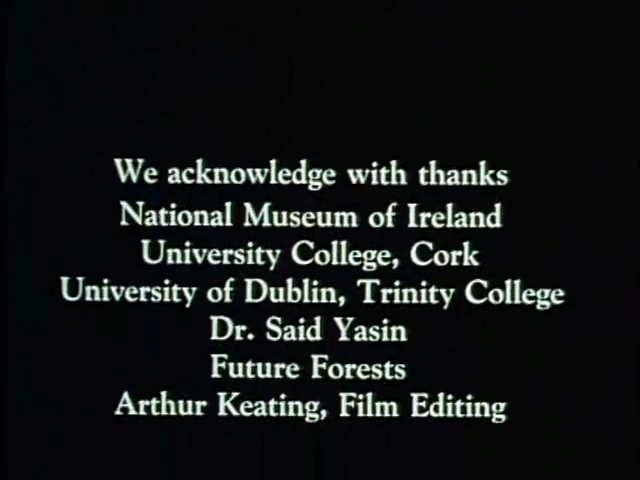 We acknowledge with thanks
National Museum of Ireland
University College, Cork
University of Dublin, Trinity College
Dr. Said Yasin
Future Forests
Arthur Keating, Film Editing